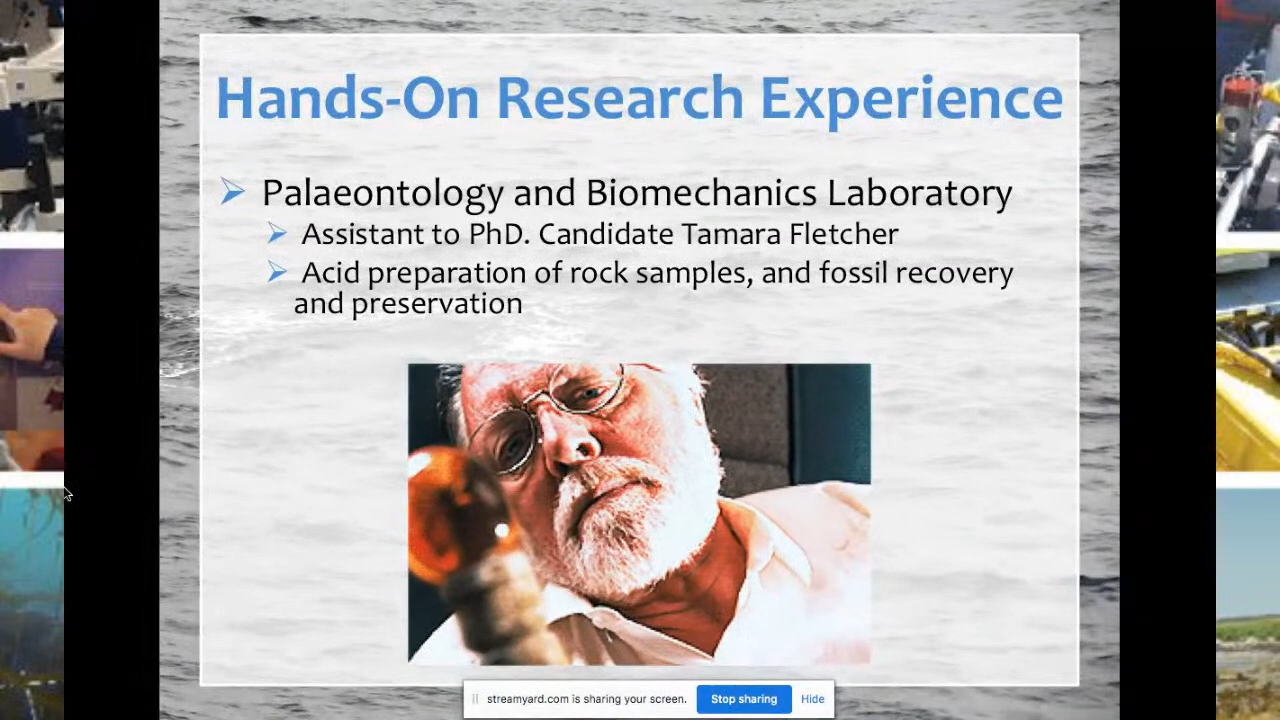 Hands-On Research Experience
Palaeontology and Biomechanics Laboratory
Assistant to PhD. Candidate Tamara Fletcher
Acid preparation of rock samples, and fossil recovery
and preservation
streamyard.com is sharing your screen. Stop sharing Hide